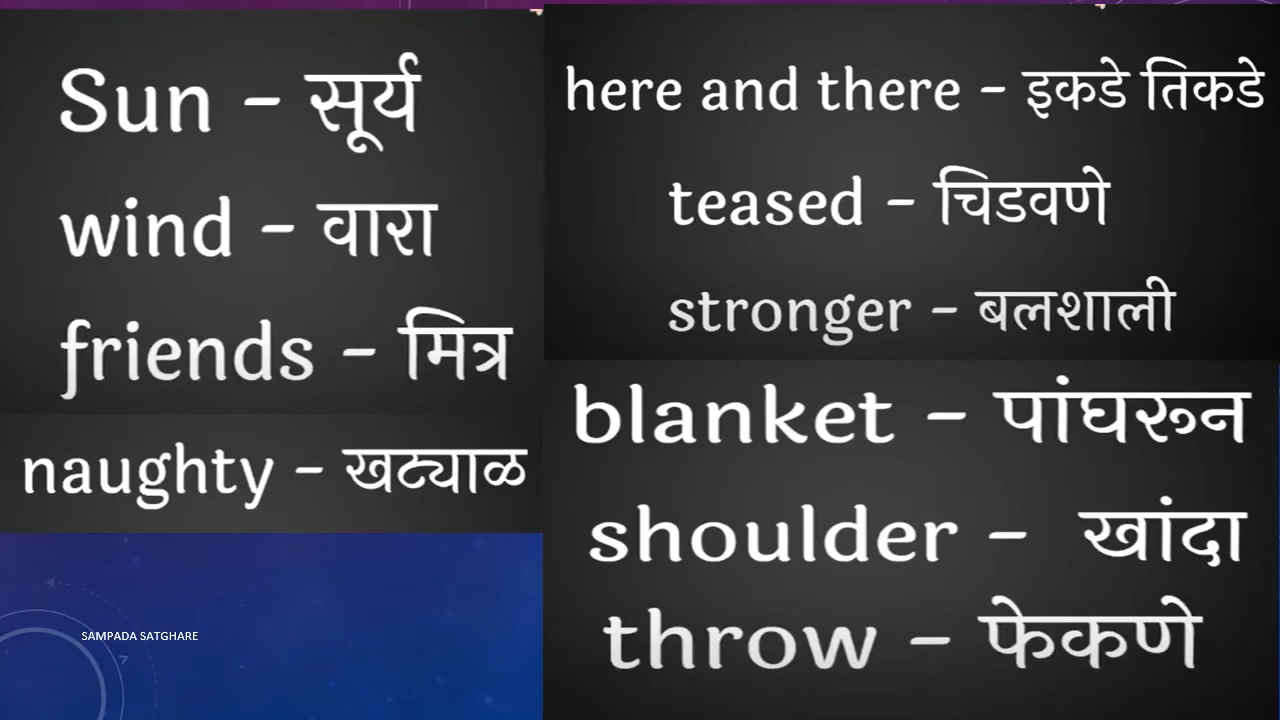 Sun - सूर्य
wind - वारा
friends - मित्र
naughty - खट्याळ
SAMPADA SATGHARE
here and there - इकडे तिकडे
teased - चिडवणे
stronger - बलशाली
blanket - पांघरून
shoulder - खांदा
throw - फेकणे